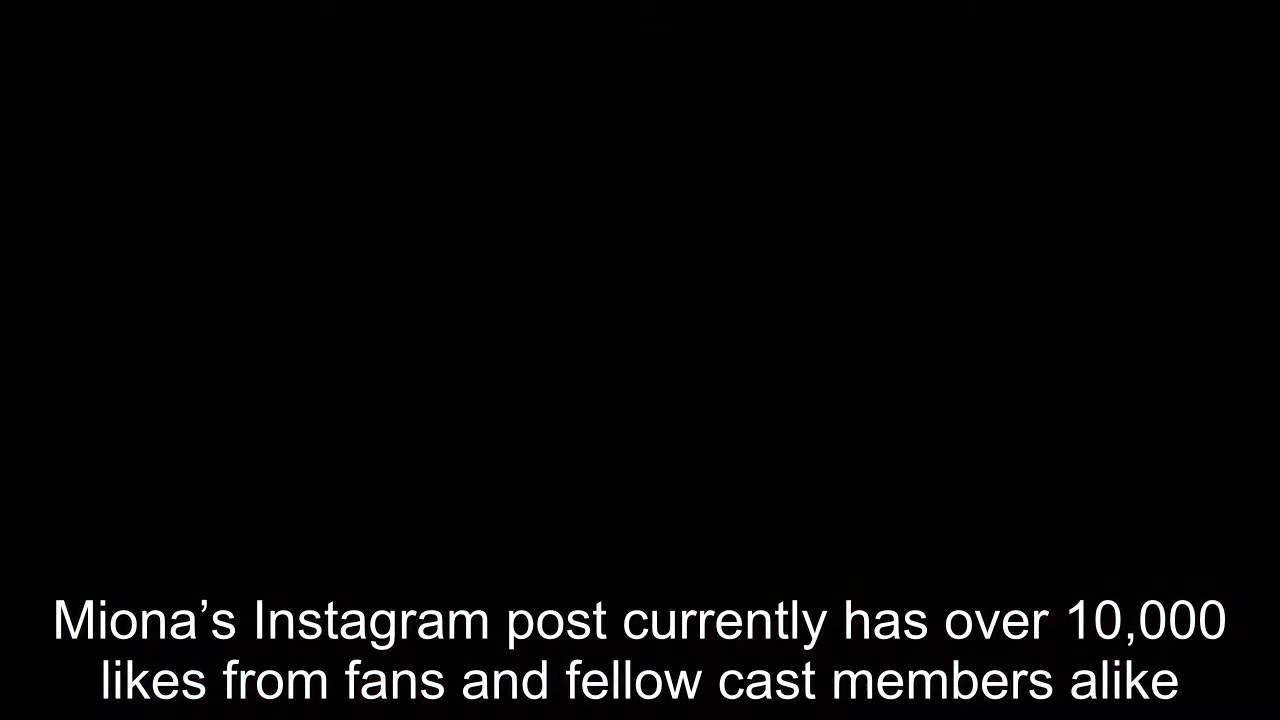 Miona’s Instagram post currently has over 10,000
likes from fans and fellow cast members alike